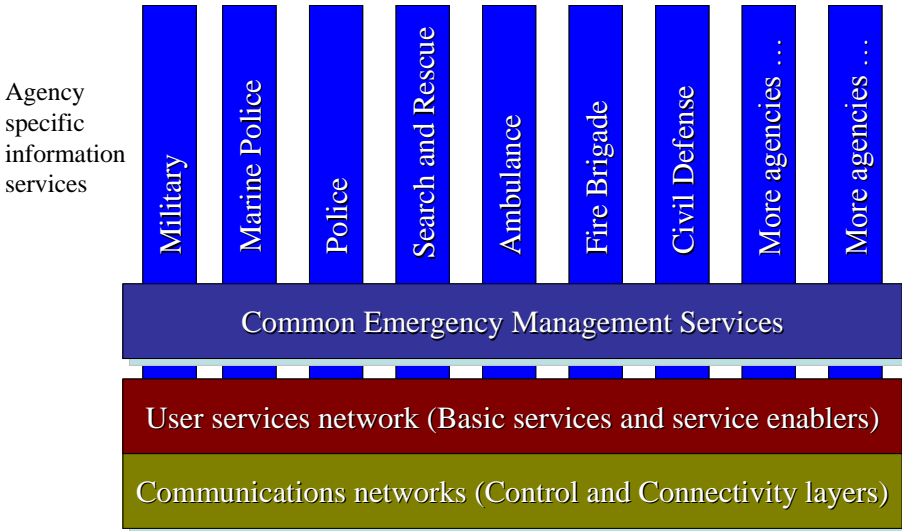 Agency
specific
information
services
Military
Marine Police
Police
Search and Rescue
Ambulance
Fire Brigade
Civil Defense
More agencies …
More agencies …
Common Emergency Management Services
User services network (Basic services and service enablers)
Communications networks (Control and Connectivity layers)